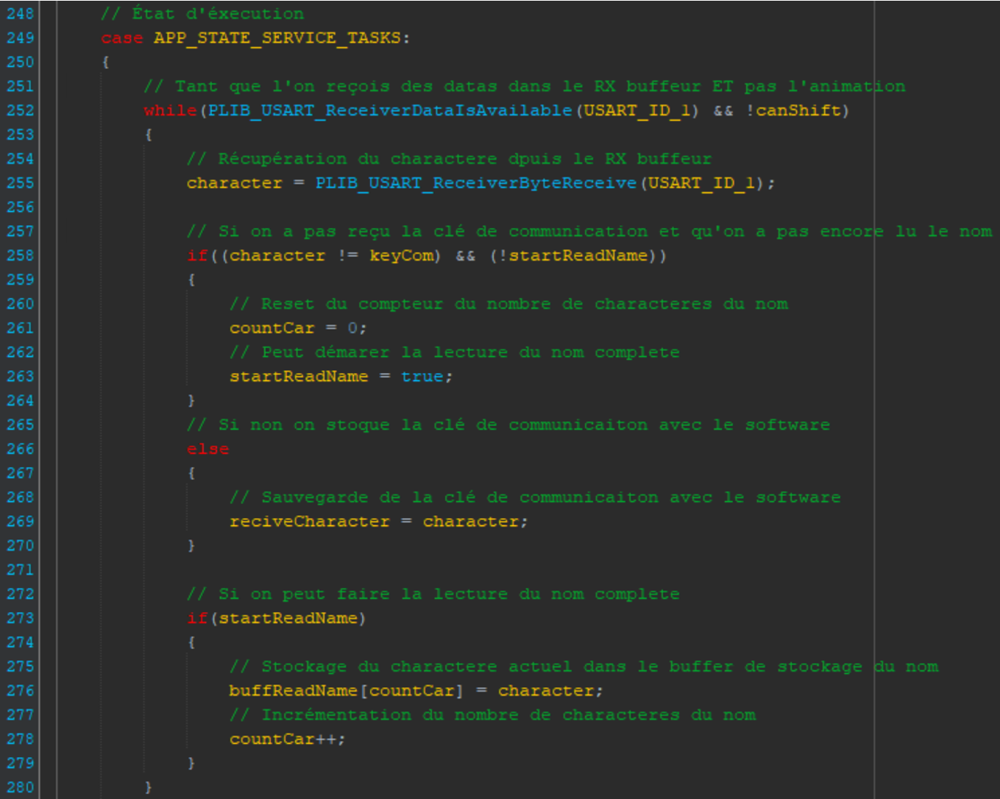 248 // État d'éxecution
249 case APP_STATE_SERVICE_TASKS:
250 {
251 // Tant que l'on reçois des datas dans le RX buffeur ET pas l'animation
252 while(PLIB_USART_ReceiverDataIsAvailable(USART_ID_1) && !canShift)
253 {
254 // Récupération du charactere dpuis le RX buffeur
255 character = PLIB_USART_ReceiverByteReceive(USART_ID_1);
256
257 // Si on a pas reçu la clé de communication et qu'on a pas encore lu le nom
258 if((character != keyCom) && (!startReadName))
259 {
260 // Reset du compteur du nombre de characteres du nom
261 countCar = 0;
262 // Peut démarer la lecture du nom complete
263 startReadName = true;
264 }
265 // Si non on stoque la clé de communicaiton avec le software
266 else
267 {
268 // Sauvegarde de la clé de communicaiton avec le software
269 reciveCharacter = character;
270 }
271
272 // Si on peut faire la lecture du nom complete
273 if(startReadName)
274 {
275 // Stockage du charactere actuel dans le buffer de stockage du nom
276 buffReadName[countCar] = character;
277 // Incrémentation du nombre de characteres du nom
278 countCar++;
279 }
280 }